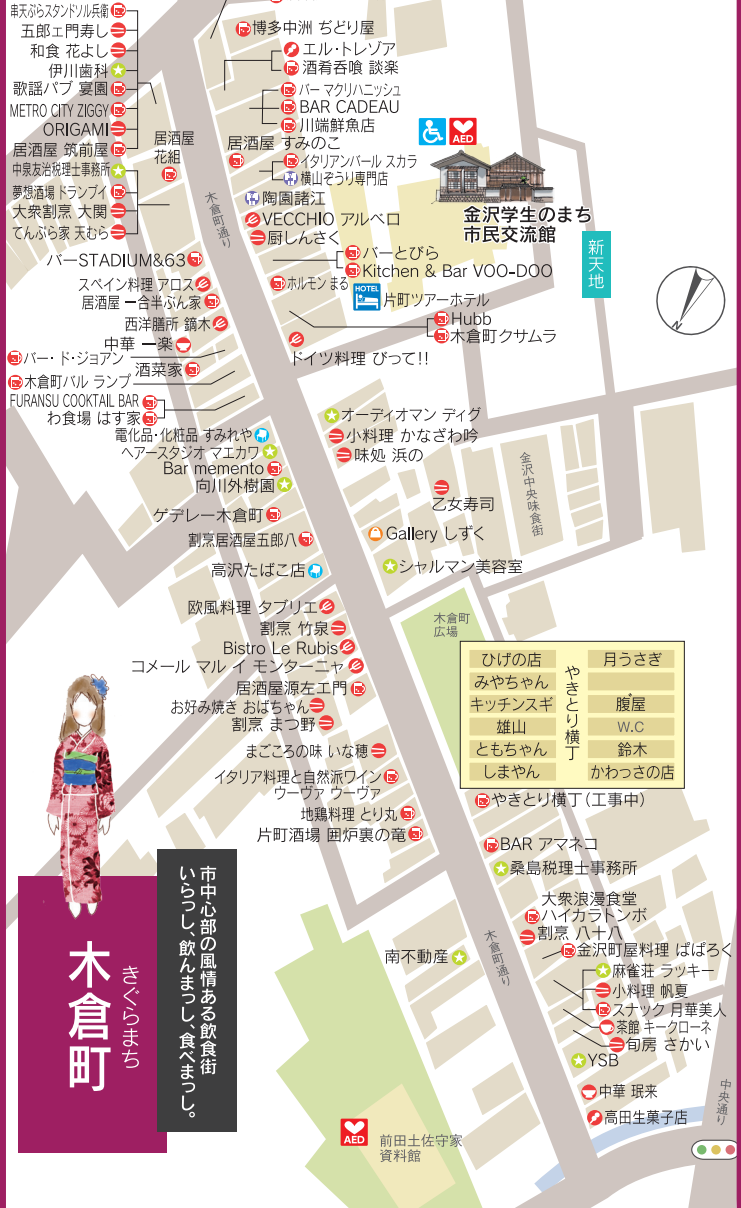 串天ぷらスタンドソル兵衛
五郎エ門寿し
和食 花よし
伊川歯科
歌謡パブ 宴園
METRO CITY ZIGGY
ORIGAMI
居酒屋 筑前屋
中泉友治税理士事務所
夢想酒場 ドランブイ
大衆割烹 大関
てんぷら家 天むら
居酒屋
花組
木倉町通り
博多中洲 ぢどり屋
エル・トレゾア
酒肴呑喰 談楽
バー マクリハニッシュ
BAR CADEAU
川端鮮魚店
居酒屋 すみのこ
イタリアンバール スカラ
横山ぞうり専門店
陶園諸江
VECCHIO アルベロ
厨しんさく
AED
金沢学生のまち
市民交流館
新天地
バーSTADIUM&63
スペイン料理 アロス
居酒屋 一合半ぶん家
西洋膳所 鏑木
中華 一楽
バー・ド・ジョアン
酒菜家
木倉町バル ランプ
FURANSU COOKTAIL BAR
わ食場 はす家
バーとびら
Kitchen & Bar VOO-DOO
ホルモン まる
HOTEL
片町ツアーホテル
Hubb
木倉町クサムラ
ドイツ料理 びって!!
N
電化品・化粧品 すみれや
ヘアースタジオ マエカワ
Bar memento
向川外樹園
ゲデレー木倉町
割烹居酒屋五郎八
高沢たばこ店
オーディオマン ディグ
小料理 かなざわ吟
味処 浜の
乙女寿司
金沢中央味食街
Gallery しずく
シャルマン美容室
欧風料理 タブリエ
割烹 竹泉
Bistro Le Rubis
コメール マル イ モンターニャ
居酒屋源左エ門
お好み焼き おばちゃん
割烹 まつ野
まごころの味 いな穂
イタリア料理と自然派ワイン
ウーヴァ ウーヴァ
地鶏料理 とり丸
片町酒場 囲炉裏の竜
木倉町
広場
やきとり横丁
ひげの店
みやちゃん
キッチンスギ
雄山
ともちゃん
しまやん
月うさぎ
腹屋
W.C
鈴木
かわっさの店
やきとり横丁(工事中)
BAR アマネコ
桑島税理士事務所
大衆浪漫食堂
ハイカラトンボ
割烹 八十八
金沢町屋料理 ぱぱろく
麻雀荘 ラッキー
小料理 帆夏
スナック 月華美人
茶館 キークローネ
旬房 さかい
YSB
中華 珉来
高田生菓子店
南不動産
木倉町通り
中央通り
AED
前田土佐守家
資料館
市中心部の風情ある飲食街
いらっし、飲んまっし、食べまっし。
きぐらまち
木倉町